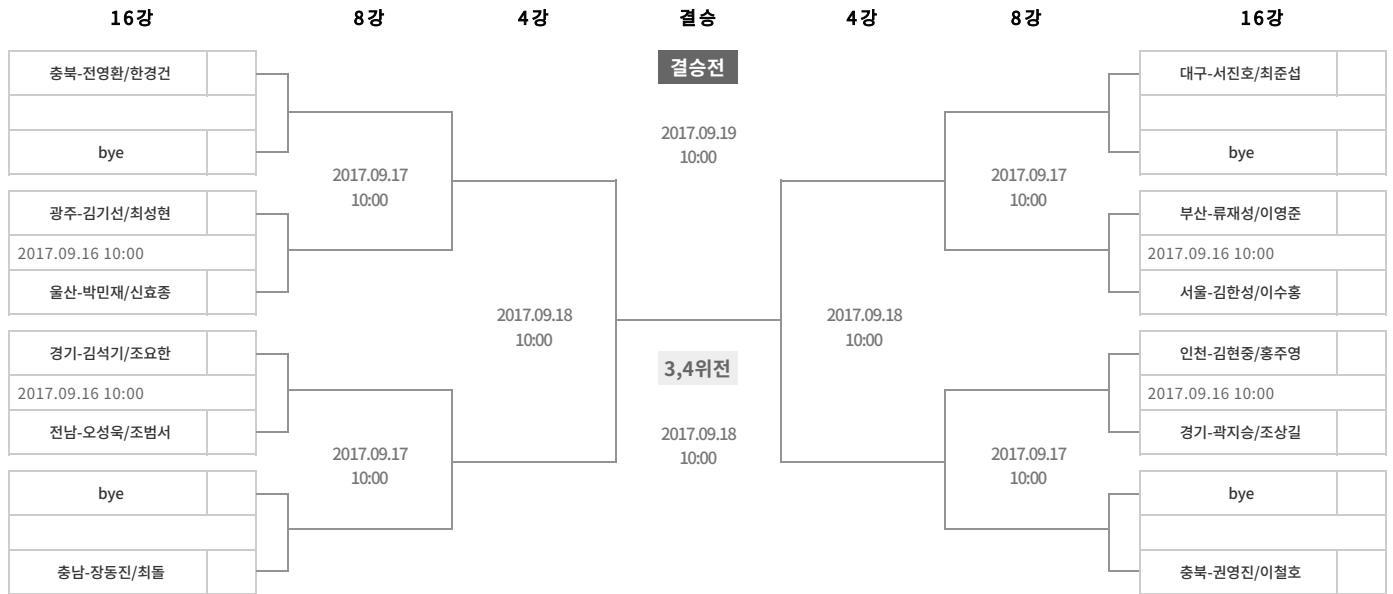 16강
8강
4강
결승
4강
8강
16강
충북-전영환/한경건
bye
광주-김기선/최성현
2017.09.16 10:00
울산-박민재/신효종
경기-김석기/조요한
2017.09.16 10:00
전남-오성욱/조범서
bye
충남-장동진/최돌
2017.09.17
10:00
2017.09.17
10:00
2017.09.18
10:00
결승전
2017.09.19
10:00
3,4위전
2017.09.18
10:00
2017.09.18
10:00
2017.09.17
10:00
2017.09.17
10:00
대구-서진호/최준섭
bye
부산-류재성/이영준
2017.09.16 10:00
서울-김한성/이수홍
인천-김현중/홍주영
2017.09.16 10:00
경기-곽지승/조상길
bye
충북-권영진/이철호